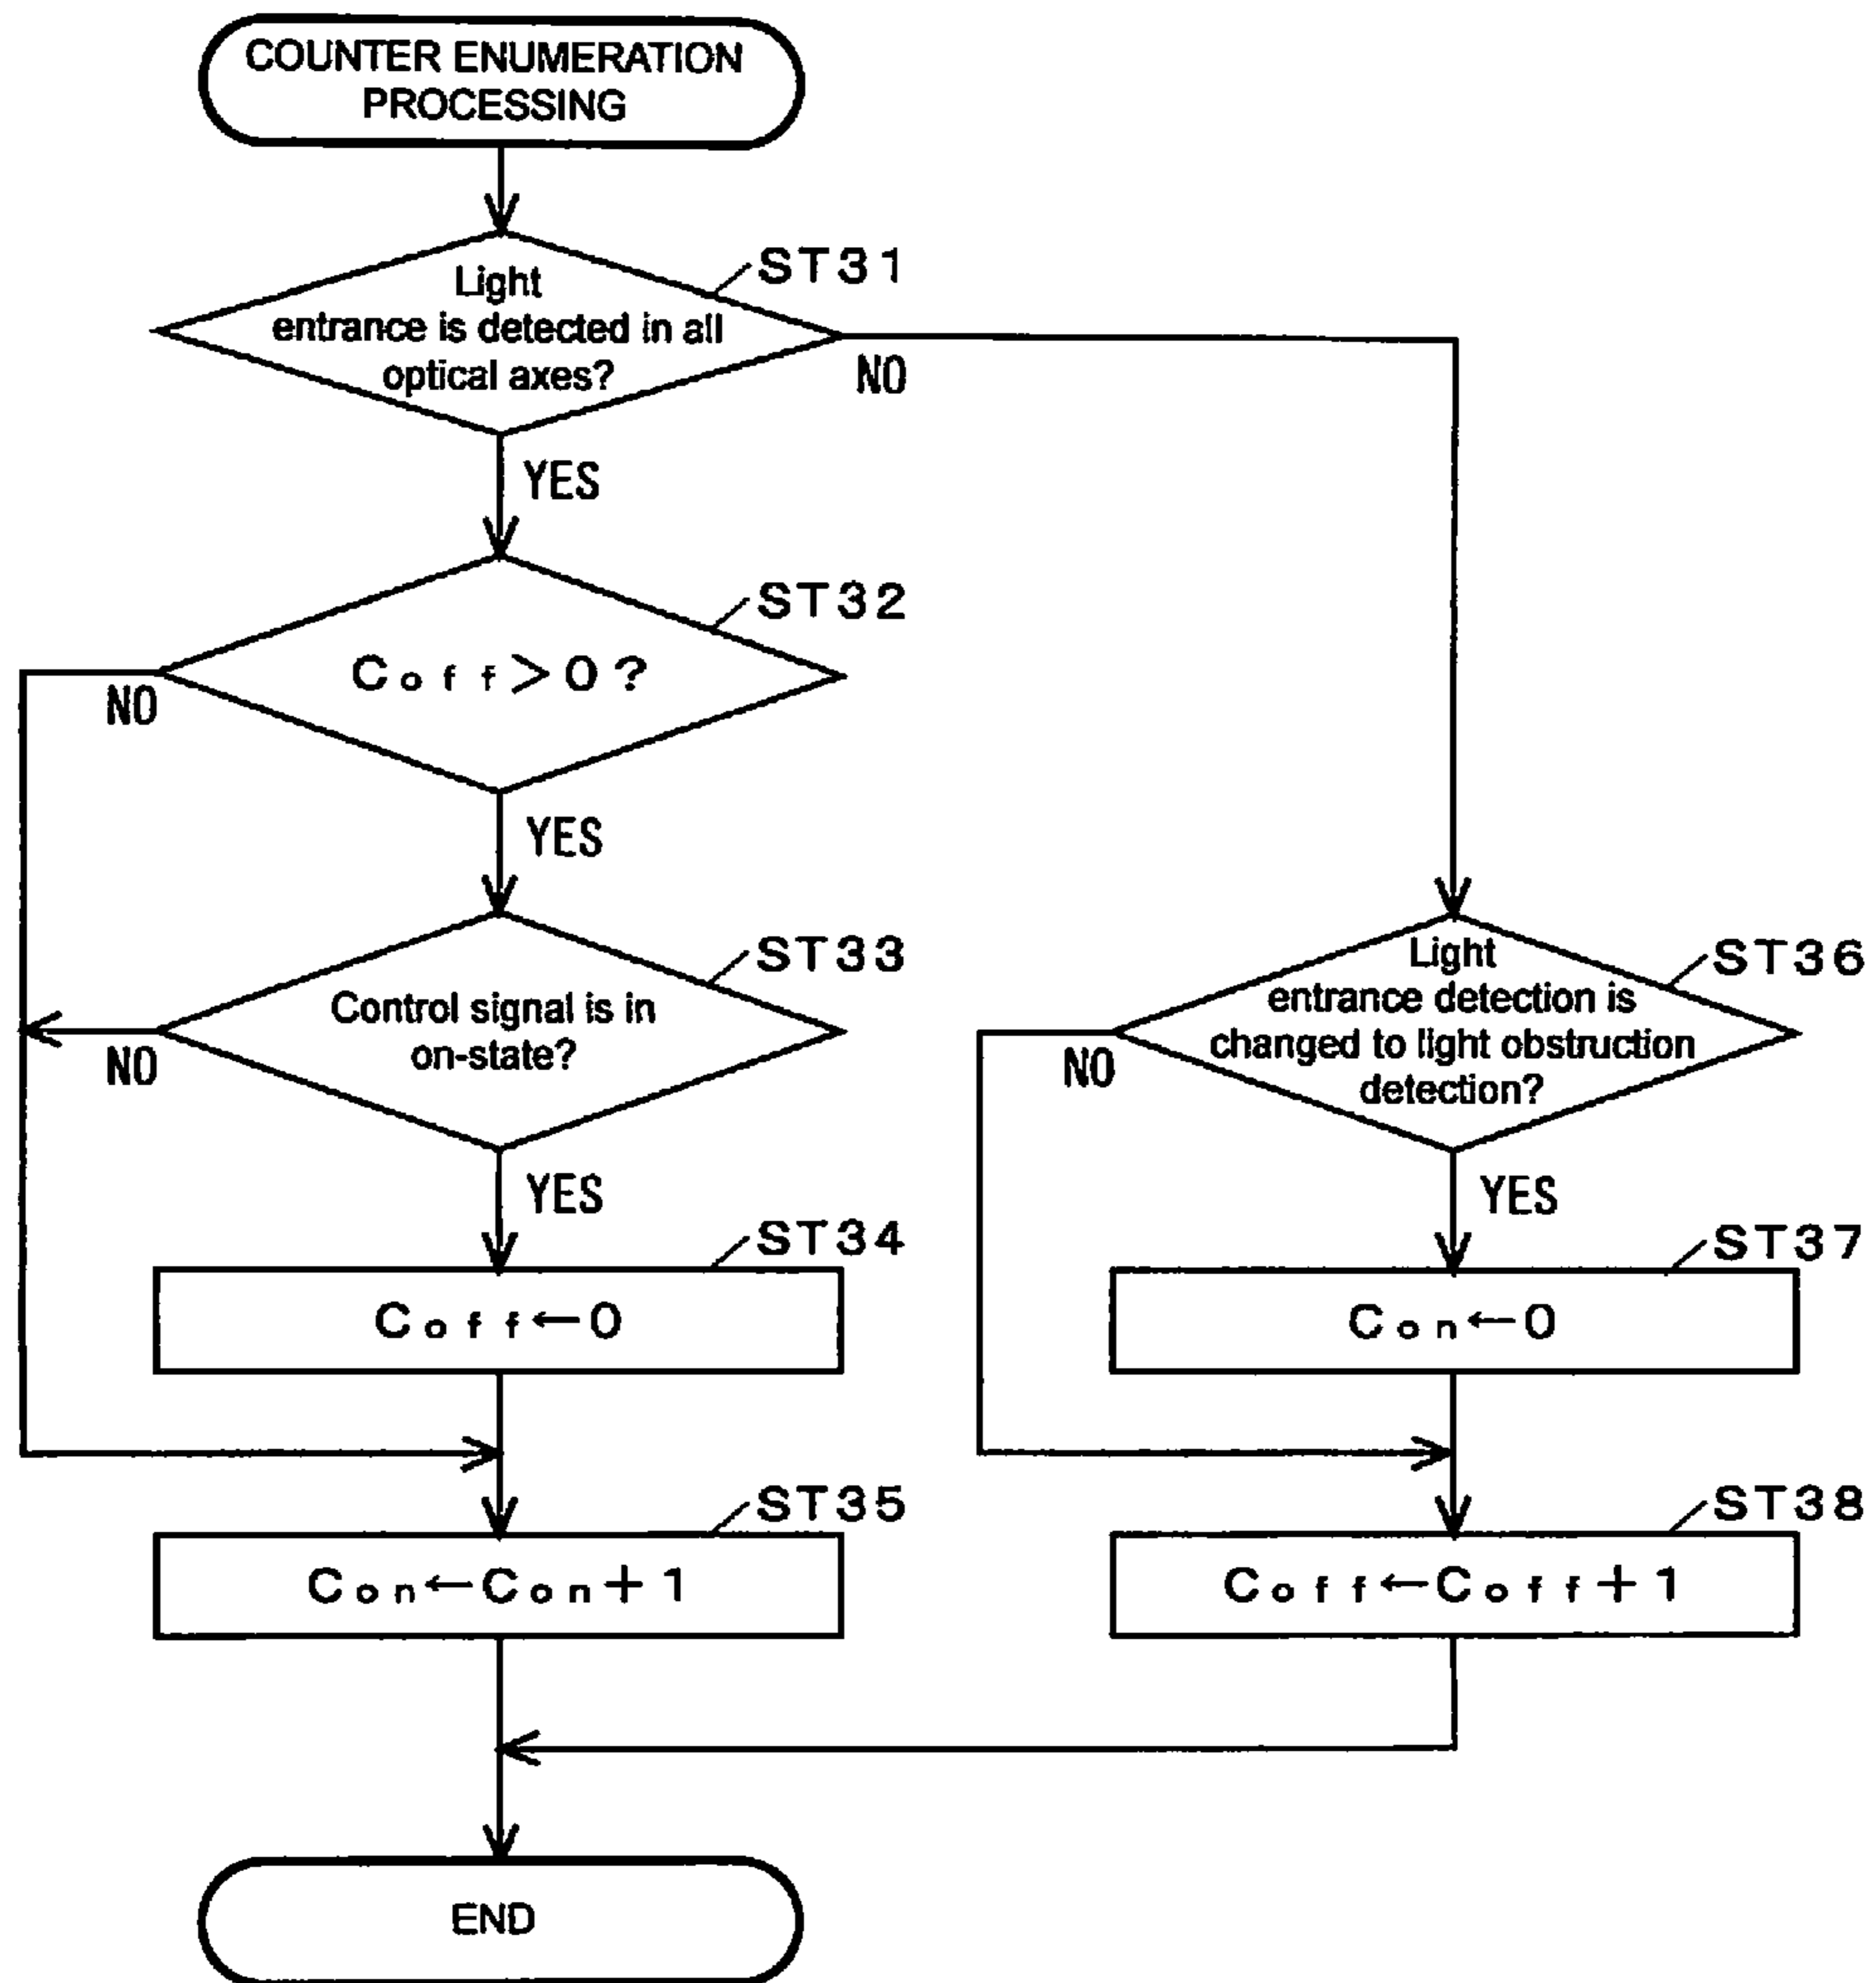 COUNTER ENUMERATION
PROCESSING
ST31
Light
entrance is detected in all
optical axes?
NO
YES
ST32
Coff>0?
NO
YES
ST33
Control signal is in
on-state?
NO
YES
ST36
Light
entrance detection is
changed to light obstruction
detection?
NO
YES
ST34
Coff←0
ST37
Con←0
ST35
Con←Con+1
ST38
Coff←Coff+1
END